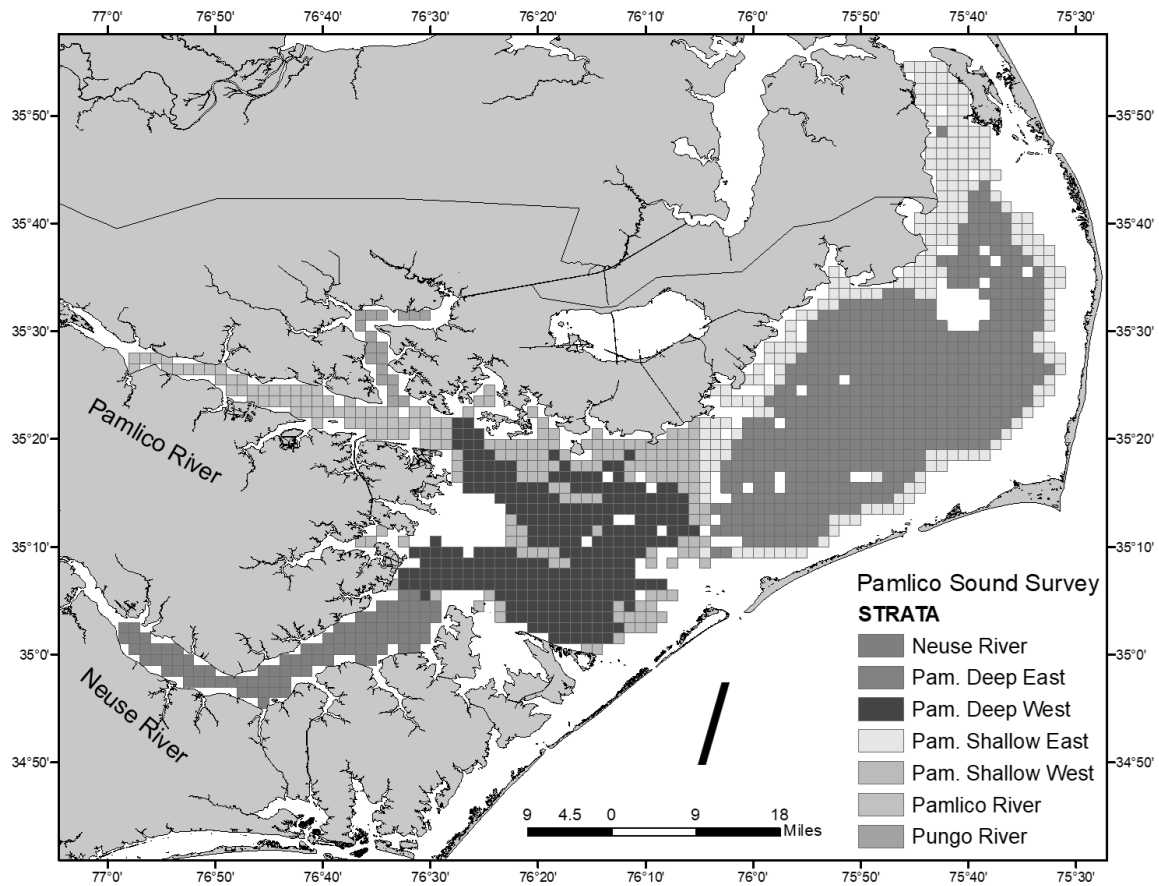 77°0' 76°50' 76°40' 76°30' 76°20' 76°10' 76°0' 75°50' 75°40' 75°30'
35°50' 35°50'
35°40' 35°40'
35°30' 35°30'
Pamlico River
35°20' 35°20'
35°10' 35°10'
Pamlico Sound Survey
STRATA
Neuse River
Pam. Deep East
Pam. Deep West
Pam. Shallow East
Pam. Shallow West
Pamlico River
Pungo River
35°0' 35°0'
Neuse River
34°50' 34°50'
9 4.5 0 9 18
Miles
77°0' 76°50' 76°40' 76°30' 76°20' 76°10' 76°0' 75°50' 75°40' 75°30'